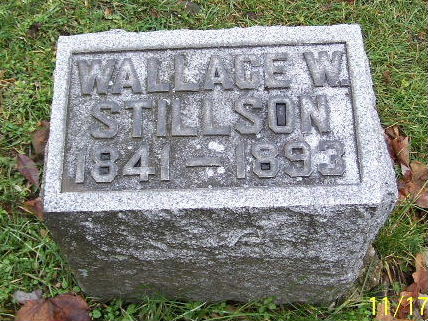 WALLACE W.
STILLSON
1841 — 1893
11/17